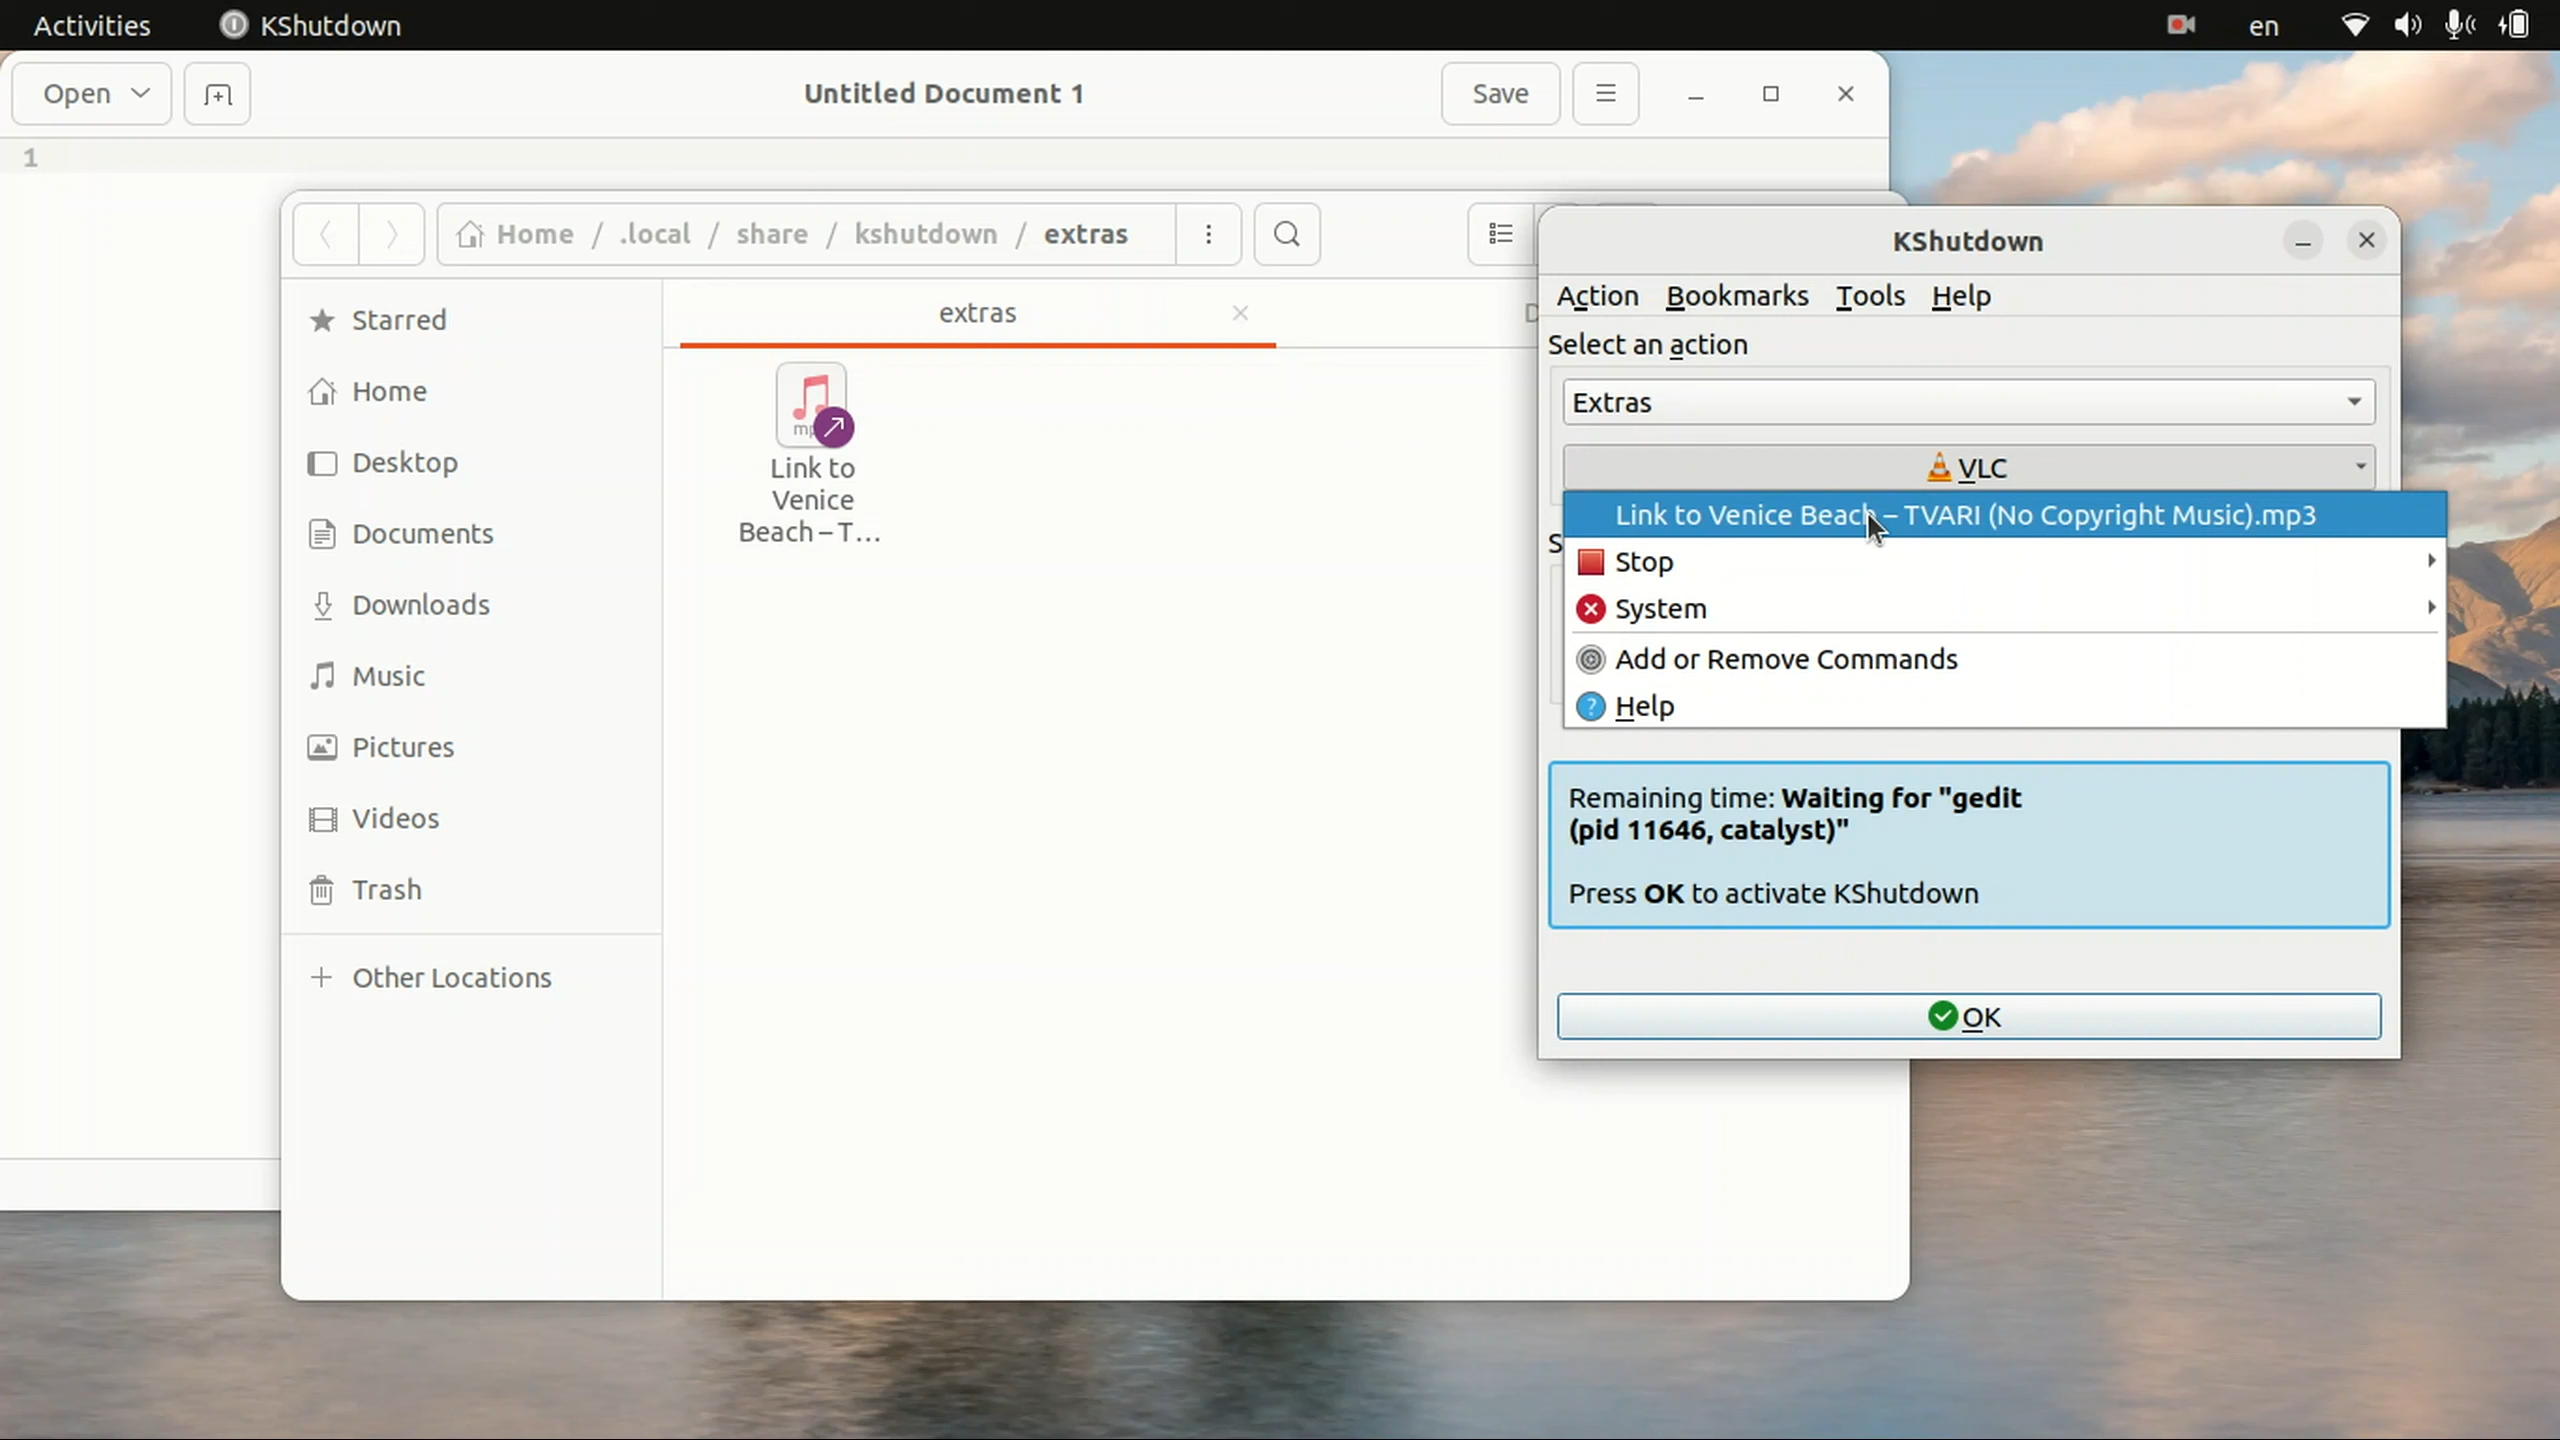 Activities
KShutdown
en
Open
Untitled Document 1
Save
1
Home / .local / share / kshutdown / extras
Starred
Home
Desktop
Documents
Downloads
Music
Pictures
Videos
Trash
Other Locations
extras
Link to
Venice
Beach – T...
KShutdown
Action Bookmarks Tools Help
Select an action
Extras
VLC
Link to Venice Beach – TVARI (No Copyright Music).mp3
Stop
System
Add or Remove Commands
Help
Remaining time: Waiting for "gedit
(pid 11646, catalyst)"
Press OK to activate KShutdown
OK